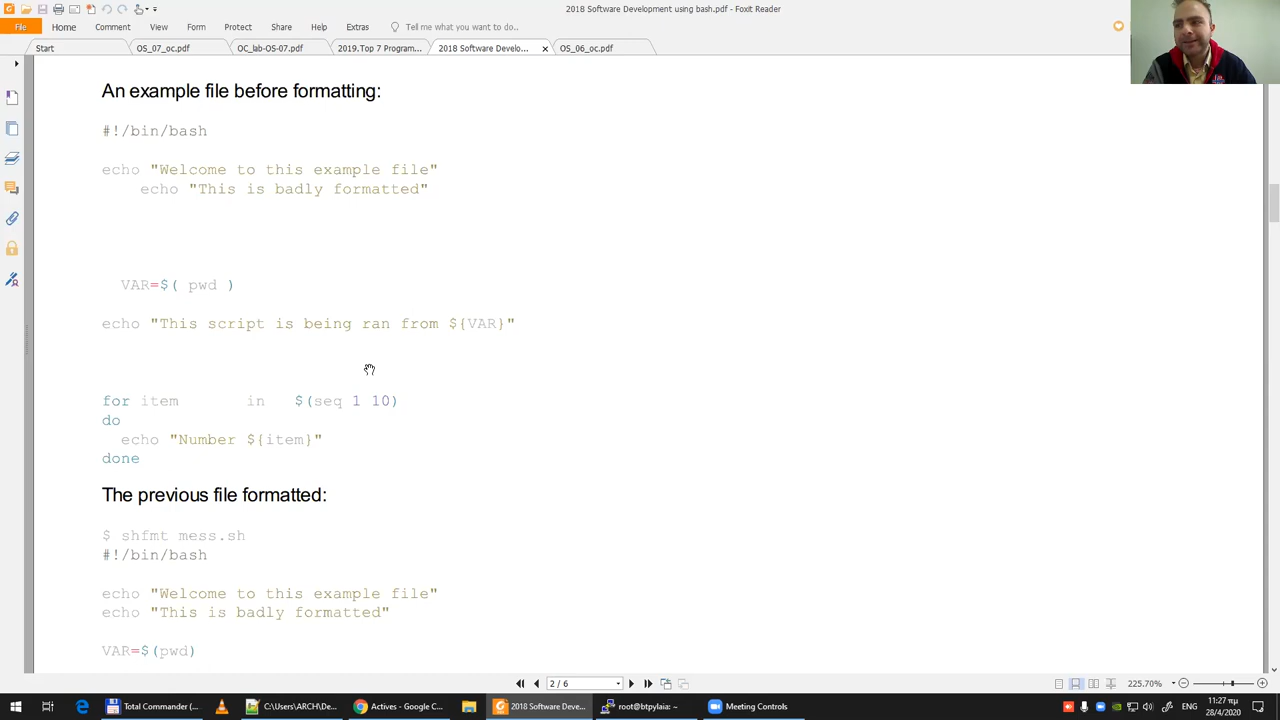 2018 Software Development using bash.pdf - Foxit Reader
File Home Comment View Form Protect Share Help Extras Tell me what you want to do..
Start OS_07_oc.pdf OC_lab-OS-07.pdf 2019.Top 7 Program... 2018 Software Develo... OS_06_oc.pdf
An example file before formatting:
#!/bin/bash
echo "Welcome to this example file"
echo "This is badly formatted"
VAR=$( pwd )
echo "This script is being ran from ${VAR}"
for item in $(seq 1 10)
do
echo "Number ${item}"
done
The previous file formatted:
$ shfmt mess.sh
#!/bin/bash
echo "Welcome to this example file"
echo "This is badly formatted"
VAR=$(pwd)
2 / 6 225.70%
Total Commander (... C:\Users\ARCH\De... Actives - Google C... 2018 Software Deve... root@btpylaia: ~ Meeting Controls ENG 11:27 πμ
28/4/2020